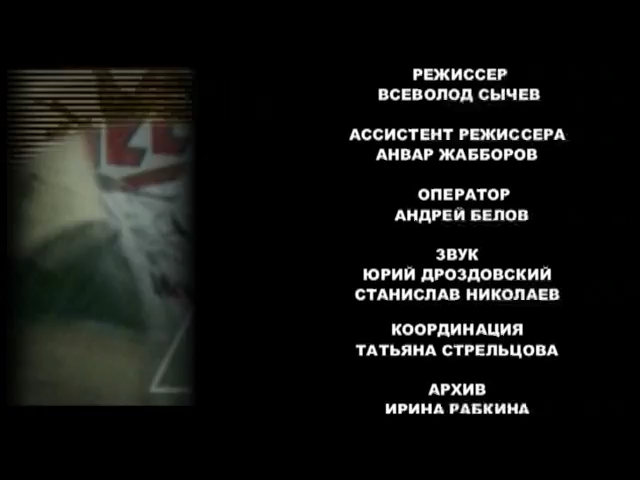 РЕЖИССЕР
ВСЕВОЛОД СЫЧЕВ
АССИСТЕНТ РЕЖИССЕРА
АНВАР ЖАББОРОВ
ОПЕРАТОР
АНДРЕЙ БЕЛОВ
ЗВУК
ЮРИЙ ДРОЗДОВСКИЙ
СТАНИСЛАВ НИКОЛАЕВ
КООРДИНАЦИЯ
ТАТЬЯНА СТРЕЛЬЦОВА
АРХИВ
ИРИНА РАБКИНА